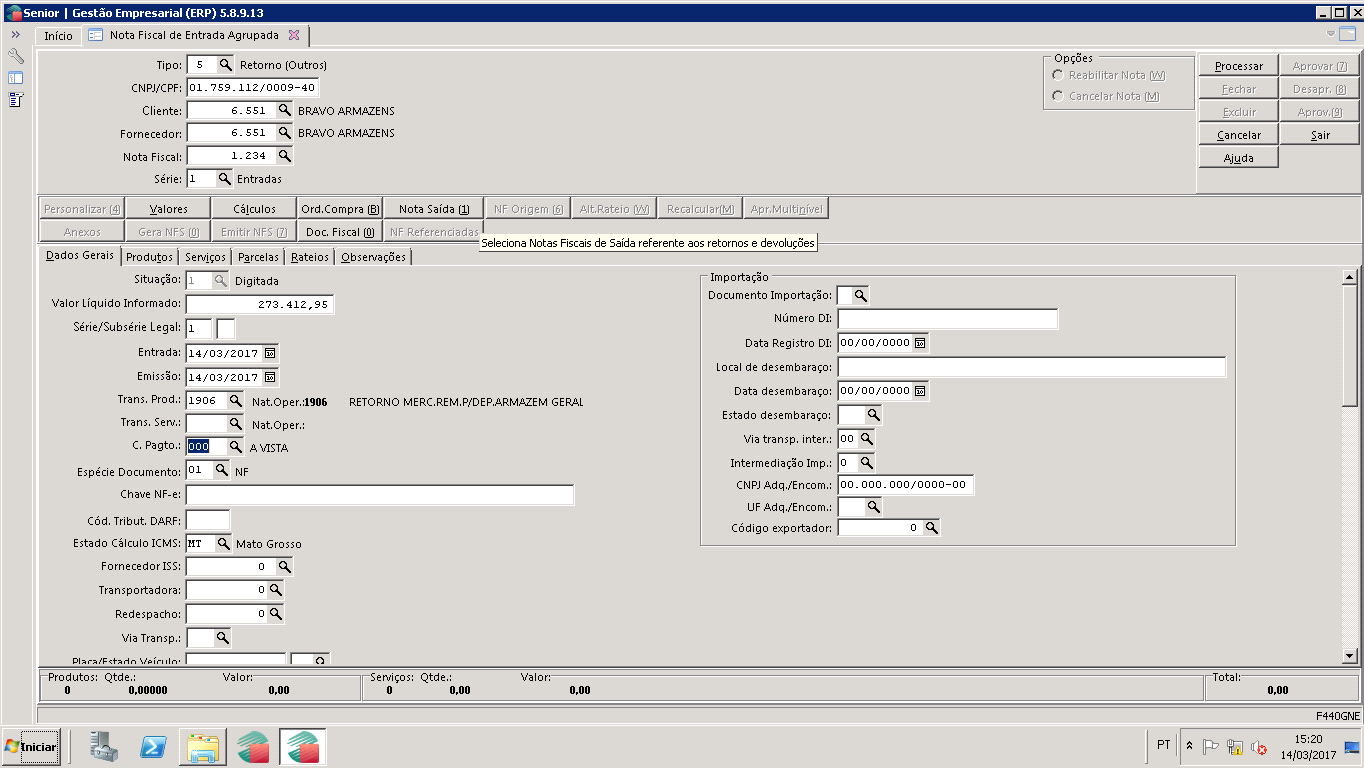 Senior | Gestão Empresarial (ERP) 5.8.9.13
Início
Nota Fiscal de Entrada Agrupada
Tipo: 5 Retorno (Outros)
CNPJ/CPF: 01.759.112/0009-40
Cliente: 6.551 BRAVO ARMAZENS
Fornecedor: 6.551 BRAVO ARMAZENS
Nota Fiscal: 1.234
Série: 1 Entradas
Opções
Reabilitar Nota (W)
Cancelar Nota (M)
Processar Aprovar (7)
Fechar Desapr. (8)
Excluir Aprov.(9)
Cancelar Sair
Ajuda
Personalizar (4) Valores Cálculos Ord.Compra (B) Nota Saída (1) NF Origem (6) Alt.Rateio (W) Recalcular(M) Apr.Multinível
Anexos Gera NFS (0) Emitir NFS (7) Doc. Fiscal (0) NF Referenciadas
Seleciona Notas Fiscais de Saída referente aos retornos e devoluções
Dados Gerais Produtos Serviços Parcelas Rateios Observações
Situação: 1 Digitada
Valor Líquido Informado: 273.412,95
Série/Subsérie Legal: 1
Entrada: 14/03/2017
Emissão: 14/03/2017
Trans. Prod.: 1906 Nat.Oper.:1906 RETORNO MERC.REM.P/DEP.ARMAZEM GERAL
Trans. Serv.: Nat.Oper.:
C. Pagto.: 000 A VISTA
Espécie Documento: 01 NF
Chave NF-e:
Cód. Tribut. DARF:
Estado Cálculo ICMS: MT Mato Grosso
Fornecedor ISS: 0
Transportadora: 0
Redespacho: 0
Via Transp.:
Placa/Estado Veículo:
Importação
Documento Importação:
Número DI:
Data Registro DI: 00/00/0000
Local de desembaraço:
Data desembaraço: 00/00/0000
Estado desembaraço:
Via transp. inter.: 00
Intermediação Imp.: 0
CNPJ Adq./Encom.: 00.000.000/0000-00
UF Adq./Encom.:
Código exportador: 0
Produtos: Qtde.: Valor: Serviços: Qtde.: Valor: Total:
0 0,00000 0,00 0 0,00 0,00 0,00
F440GNE
Iniciar
PT
15:20
14/03/2017